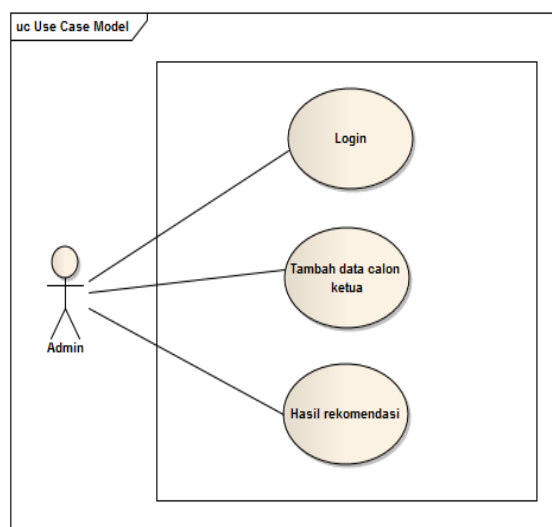 uc Use Case Model
Login
Tambah data calon
ketua
Admin
Hasil rekomendasi